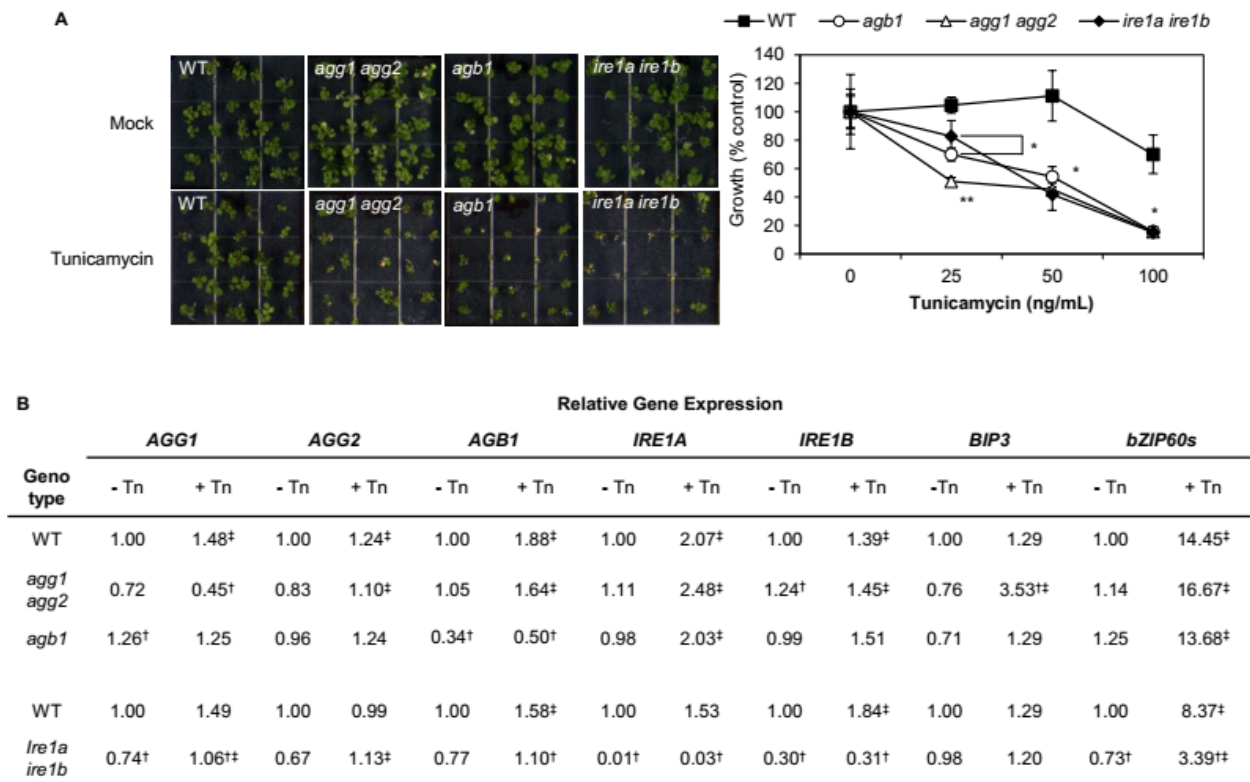 A
WT agb1 agg1 agg2 ire1a ire1b
Mock
WT agg1 agg2 agb1 ire1a ire1b
Tunicamycin
WT agg1 agg2 agb1 ire1a ire1b
Growth (% control)
140
120
100
80
60
40
20
0
*
*
**
*
0 25 50 100
Tunicamycin (ng/mL)
B
Relative Gene Expression
AGG1 AGG2 AGB1 IRE1A IRE1B BIP3 bZIP60s
Geno type - Tn + Tn - Tn + Tn - Tn + Tn - Tn + Tn - Tn + Tn -Tn + Tn - Tn + Tn
WT 1.00 1.48‡ 1.00 1.24‡ 1.00 1.88‡ 1.00 2.07‡ 1.00 1.39‡ 1.00 1.29 1.00 14.45‡
agg1 agg2 0.72 0.45† 0.83 1.10‡ 1.05 1.64‡ 1.11 2.48‡ 1.24† 1.45‡ 0.76 3.53†‡ 1.14 16.67‡
agb1 1.26† 1.25 0.96 1.24 0.34† 0.50† 0.98 2.03‡ 0.99 1.51 0.71 1.29 1.25 13.68‡
WT 1.00 1.49 1.00 0.99 1.00 1.58‡ 1.00 1.53 1.00 1.84‡ 1.00 1.29 1.00 8.37‡
Ire1a ire1b 0.74† 1.06†‡ 0.67 1.13‡ 0.77 1.10† 0.01† 0.03† 0.30† 0.31† 0.98 1.20 0.73† 3.39†‡